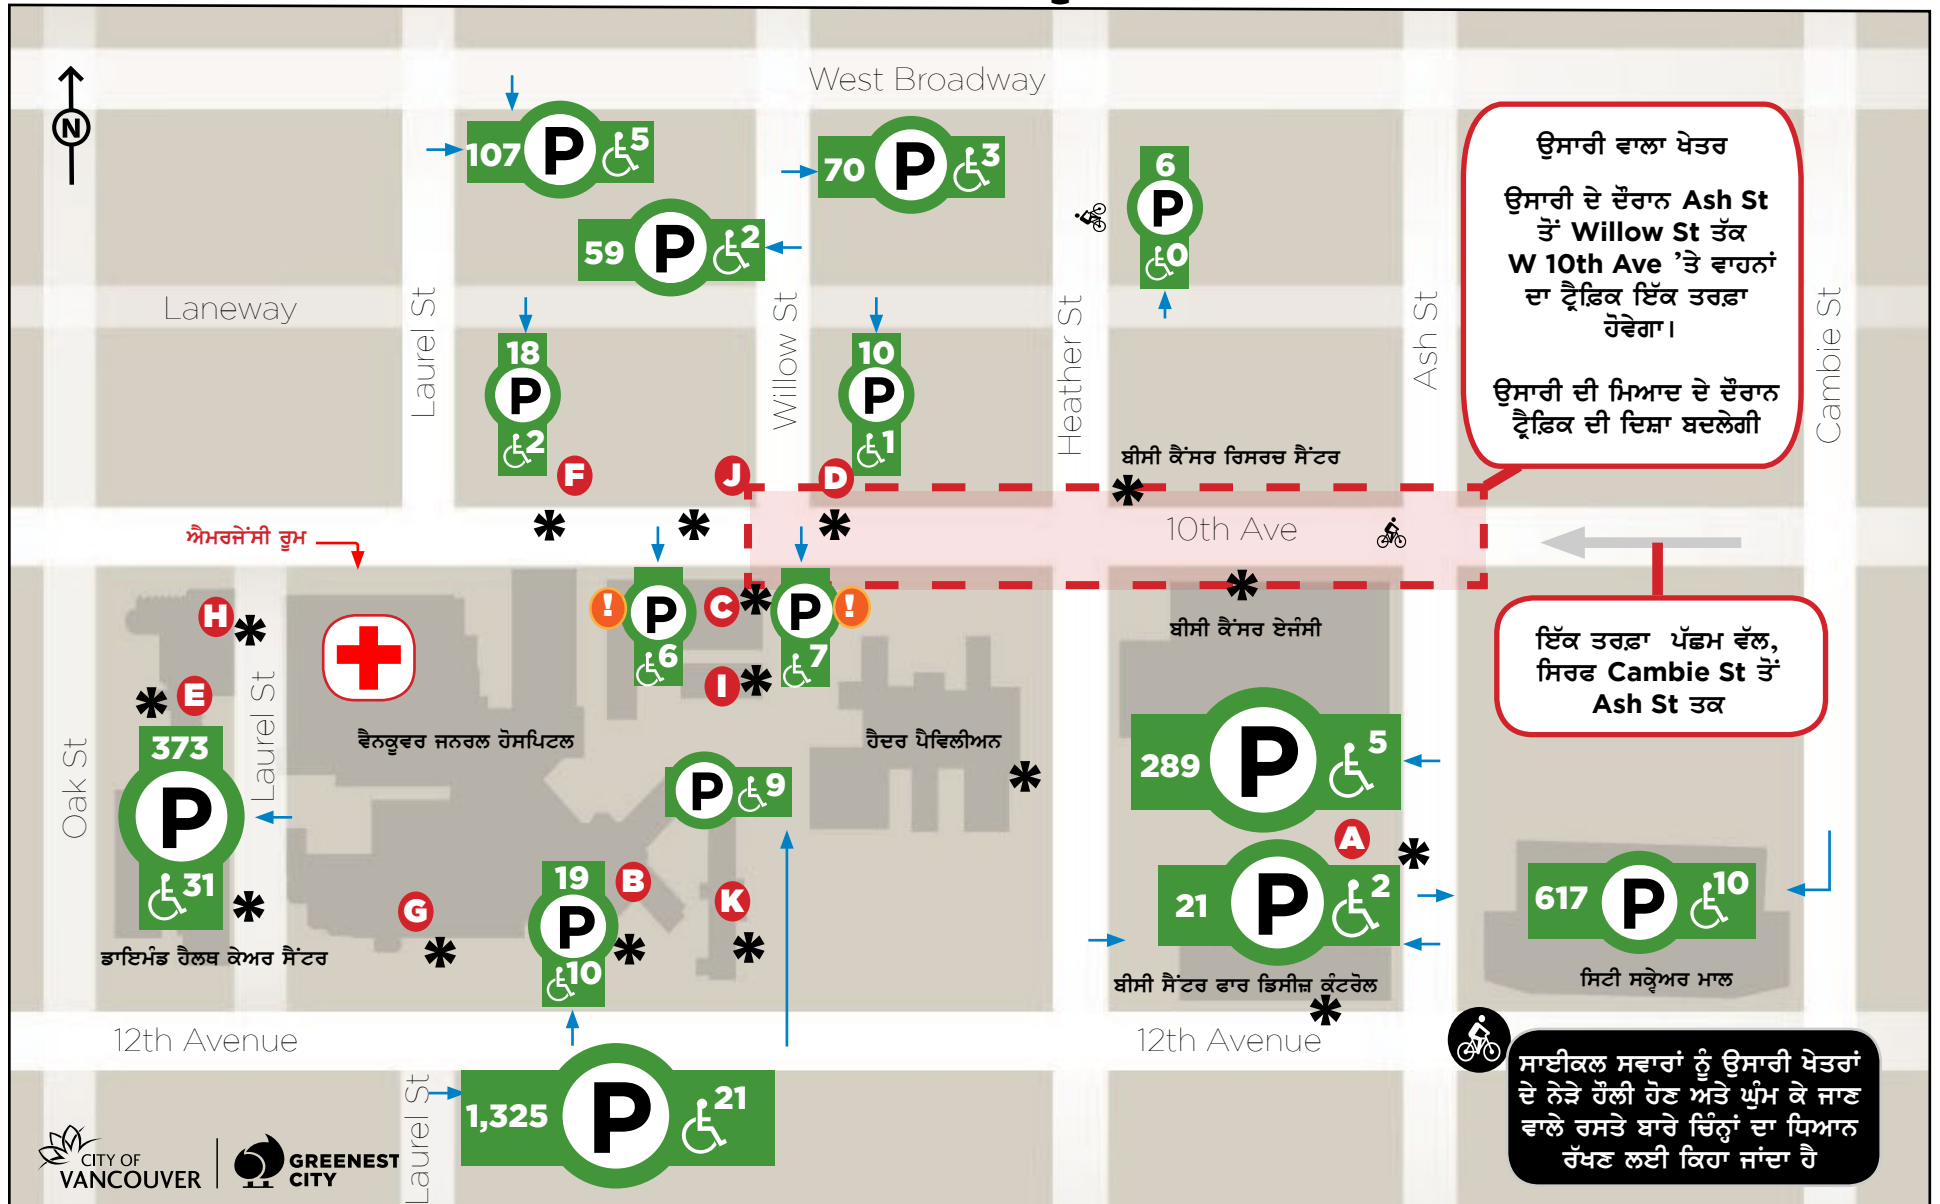 West Broadway
N
107 P 5
70 P 3
6
P
0
59 P 2
Laneway
Laurel St
Willow St
Heather St
Ash St
Cambie St
ਉਸਾਰੀ ਵਾਲਾ ਖੇਤਰ
ਉਸਾਰੀ ਦੇ ਦੌਰਾਨ Ash St
ਤੋਂ Willow St ਤੱਕ
W 10th Ave ’ਤੇ ਵਾਹਨਾਂ
ਦਾ ਟ੍ਰੈਫ਼ਿਕ ਇੱਕ ਤਰਫ਼ਾ
ਹੋਵੇਗਾ।
ਉਸਾਰੀ ਦੀ ਮਿਆਦ ਦੇ ਦੌਰਾਨ
ਟ੍ਰੈਫ਼ਿਕ ਦੀ ਦਿਸ਼ਾ ਬਦਲੇਗੀ
18
P
2
10
P
1
F
J
D
ਬੀਸੀ ਕੈਂਸਰ ਰਿਸਰਚ ਸੈਂਟਰ
*
10th Ave
ਐਮਰਜੇਂਸੀ ਰੂਮ
* * *
! P 6
C *
P ! 7
*
ਬੀਸੀ ਕੈਂਸਰ ਏਜੰਸੀ
H *
I *
ਇੱਕ ਤਰਫ਼ਾ ਪੱਛਮ ਵੱਲ,
ਸਿਰਫ Cambie St ਤੋਂ
Ash St ਤਕ
* E
ਵੈਨਕੂਵਰ ਜਨਰਲ ਹੋਸਪਿਟਲ
ਹੈਦਰ ਪੈਵਿਲੀਅਨ
*
Oak St
Laurel St
373
P
31
*
ਡਾਇਮੰਡ ਹੈਲਥ ਕੇਅਰ ਸੈਂਟਰ
P 9
289 P 5
A *
21 P 2
617 P 10
19
P
10
B *
G *
K *
ਬੀਸੀ ਸੈਂਟਰ ਫਾਰ ਡਿਸੀਜ਼ ਕੰਟਰੋਲ
*
ਸਿਟੀ ਸਕ੍ਵੇਅਰ ਮਾਲ
12th Avenue
12th Avenue
Laurel St
1,325 P 21
ਸਾਈਕਲ ਸਵਾਰਾਂ ਨੂੰ ਉਸਾਰੀ ਖੇਤਰਾਂ
ਦੇ ਨੇੜੇ ਹੌਲੀ ਹੋਣ ਅਤੇ ਘੁੰਮ ਕੇ ਜਾਣ
ਵਾਲੇ ਰਸਤੇ ਬਾਰੇ ਚਿੰਨ੍ਹਾਂ ਦਾ ਧਿਆਨ
ਰੱਖਣ ਲਈ ਕਿਹਾ ਜਾਂਦਾ ਹੈ
CITY OF
VANCOUVER
GREENEST
CITY